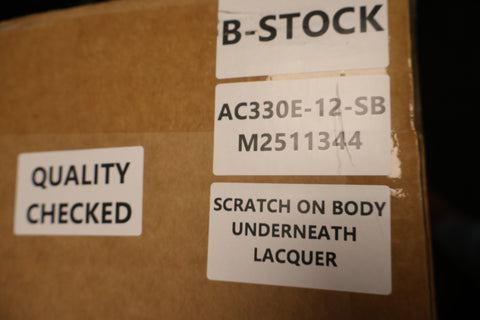 B-STOCK
AC330E-12-SB
M2511344
QUALITY
CHECKED
SCRATCH ON BODY
UNDERNEATH
LACQUER